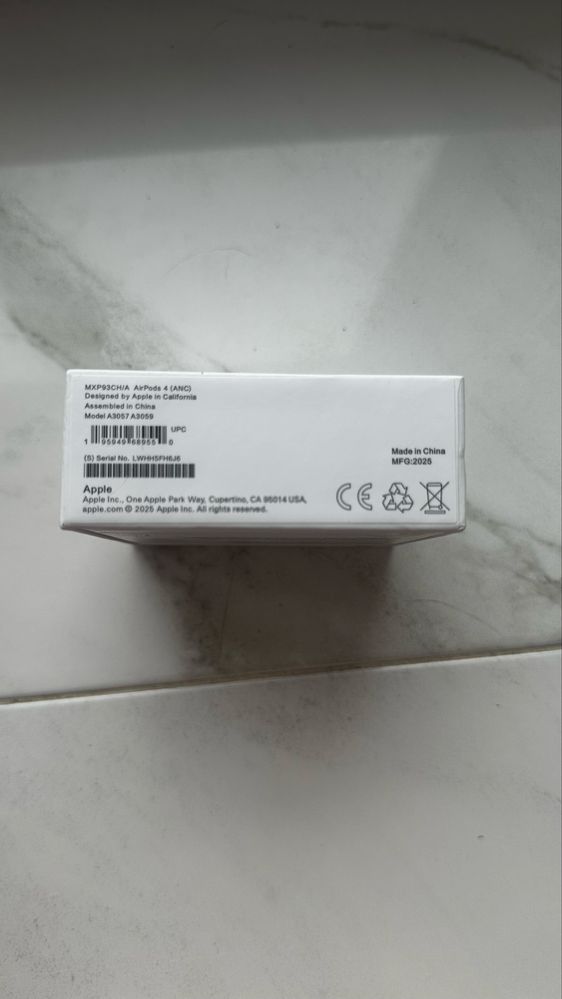 MXP93CH/A AirPods 4 (ANC)
Designed by Apple in California
Assembled in China
Model A3057 A3059
UPC
1 95949 68955 0
(S) Serial No. LWHH5FH6J6
Made in China
MFG:2025
Apple
Apple Inc., One Apple Park Way, Cupertino, CA 95014 USA,
apple.com © 2025 Apple Inc. All rights reserved.
CE